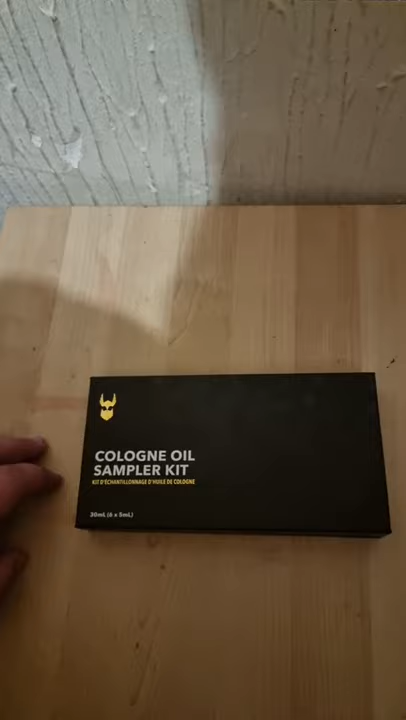 COLOGNE OIL
SAMPLER KIT
KIT D'ÉCHANTILLONNAGE D'HUILE DE COLOGNE
30mL (6 x 5mL)